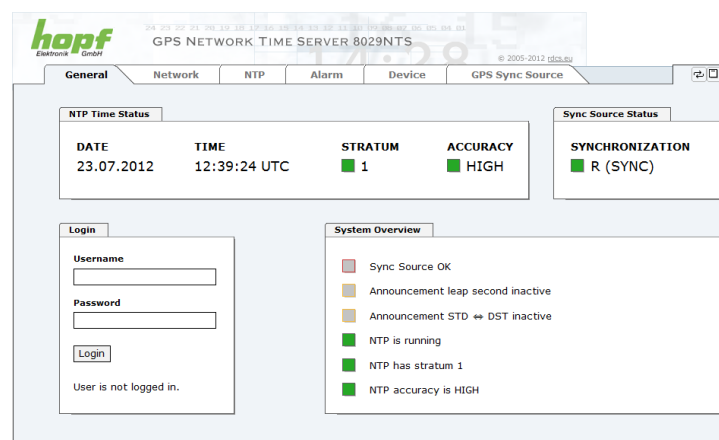 hopf
Elektronik GmbH
GPS NETWORK TIME SERVER 8029NTS
© 2005-2012 rdcs.eu
General Network NTP Alarm Device GPS Sync Source
NTP Time Status
DATE TIME STRATUM ACCURACY
23.07.2012 12:39:24 UTC 1 HIGH
Sync Source Status
SYNCHRONIZATION
R (SYNC)
Login
Username
Password
Login
User is not logged in.
System Overview
Sync Source OK
Announcement leap second inactive
Announcement STD ⇔ DST inactive
NTP is running
NTP has stratum 1
NTP accuracy is HIGH